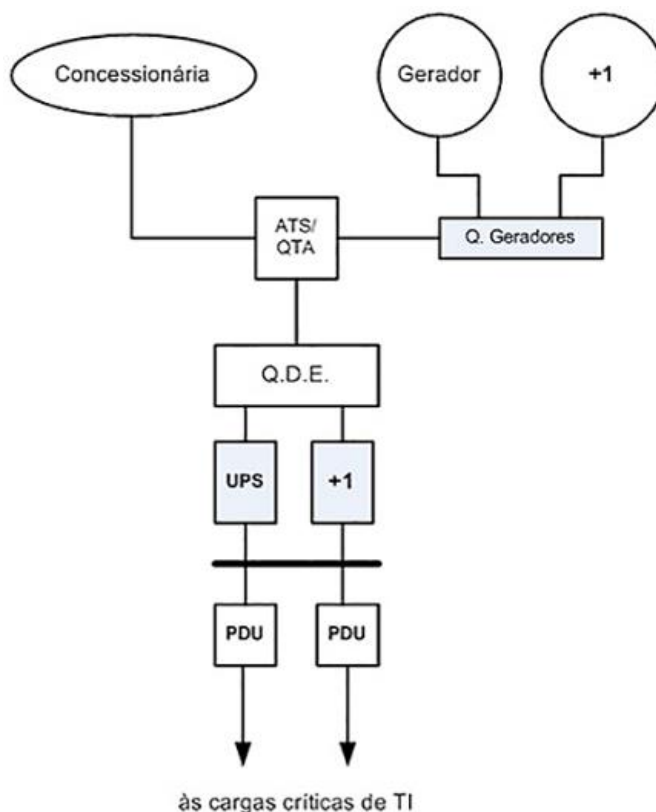 Concessionária
Gerador
+1
ATS/
QTA
Q. Geradores
Q.D.E.
UPS
+1
PDU
PDU
às cargas críticas de TI